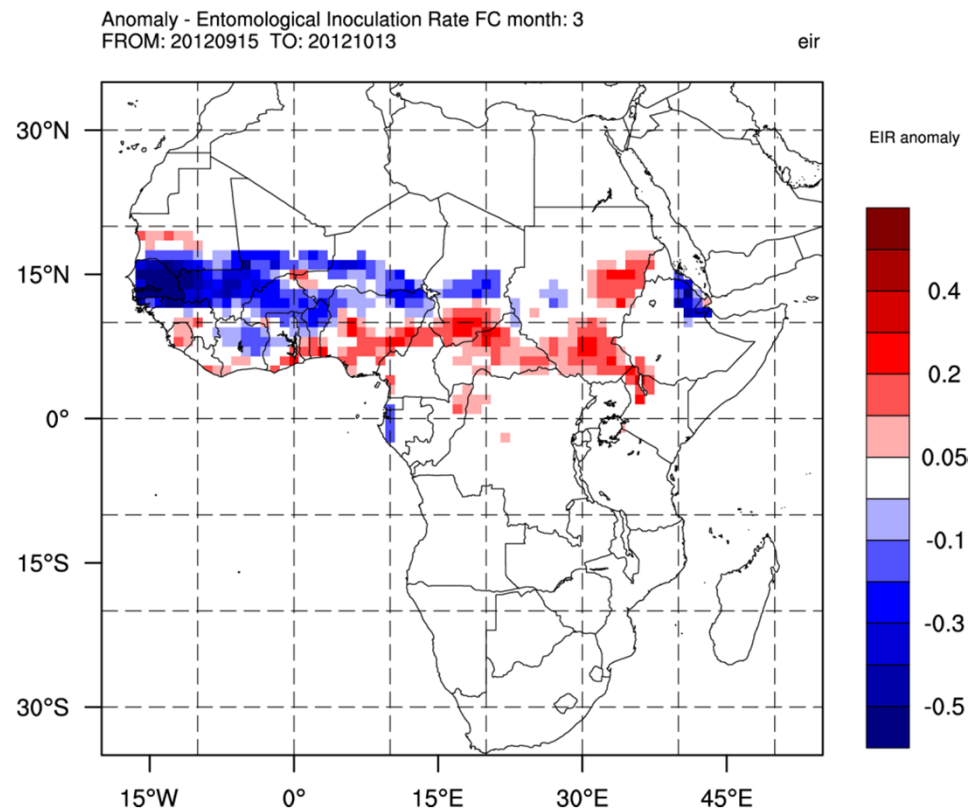 Anomaly - Entomological Inoculation Rate FC month: 3
FROM: 20120915 TO: 20121013
eir
EIR anomaly
30°N
15°N
0°
15°S
30°S
15°W
0°
15°E
30°E
45°E
0.4
0.2
0.05
-0.1
-0.3
-0.5